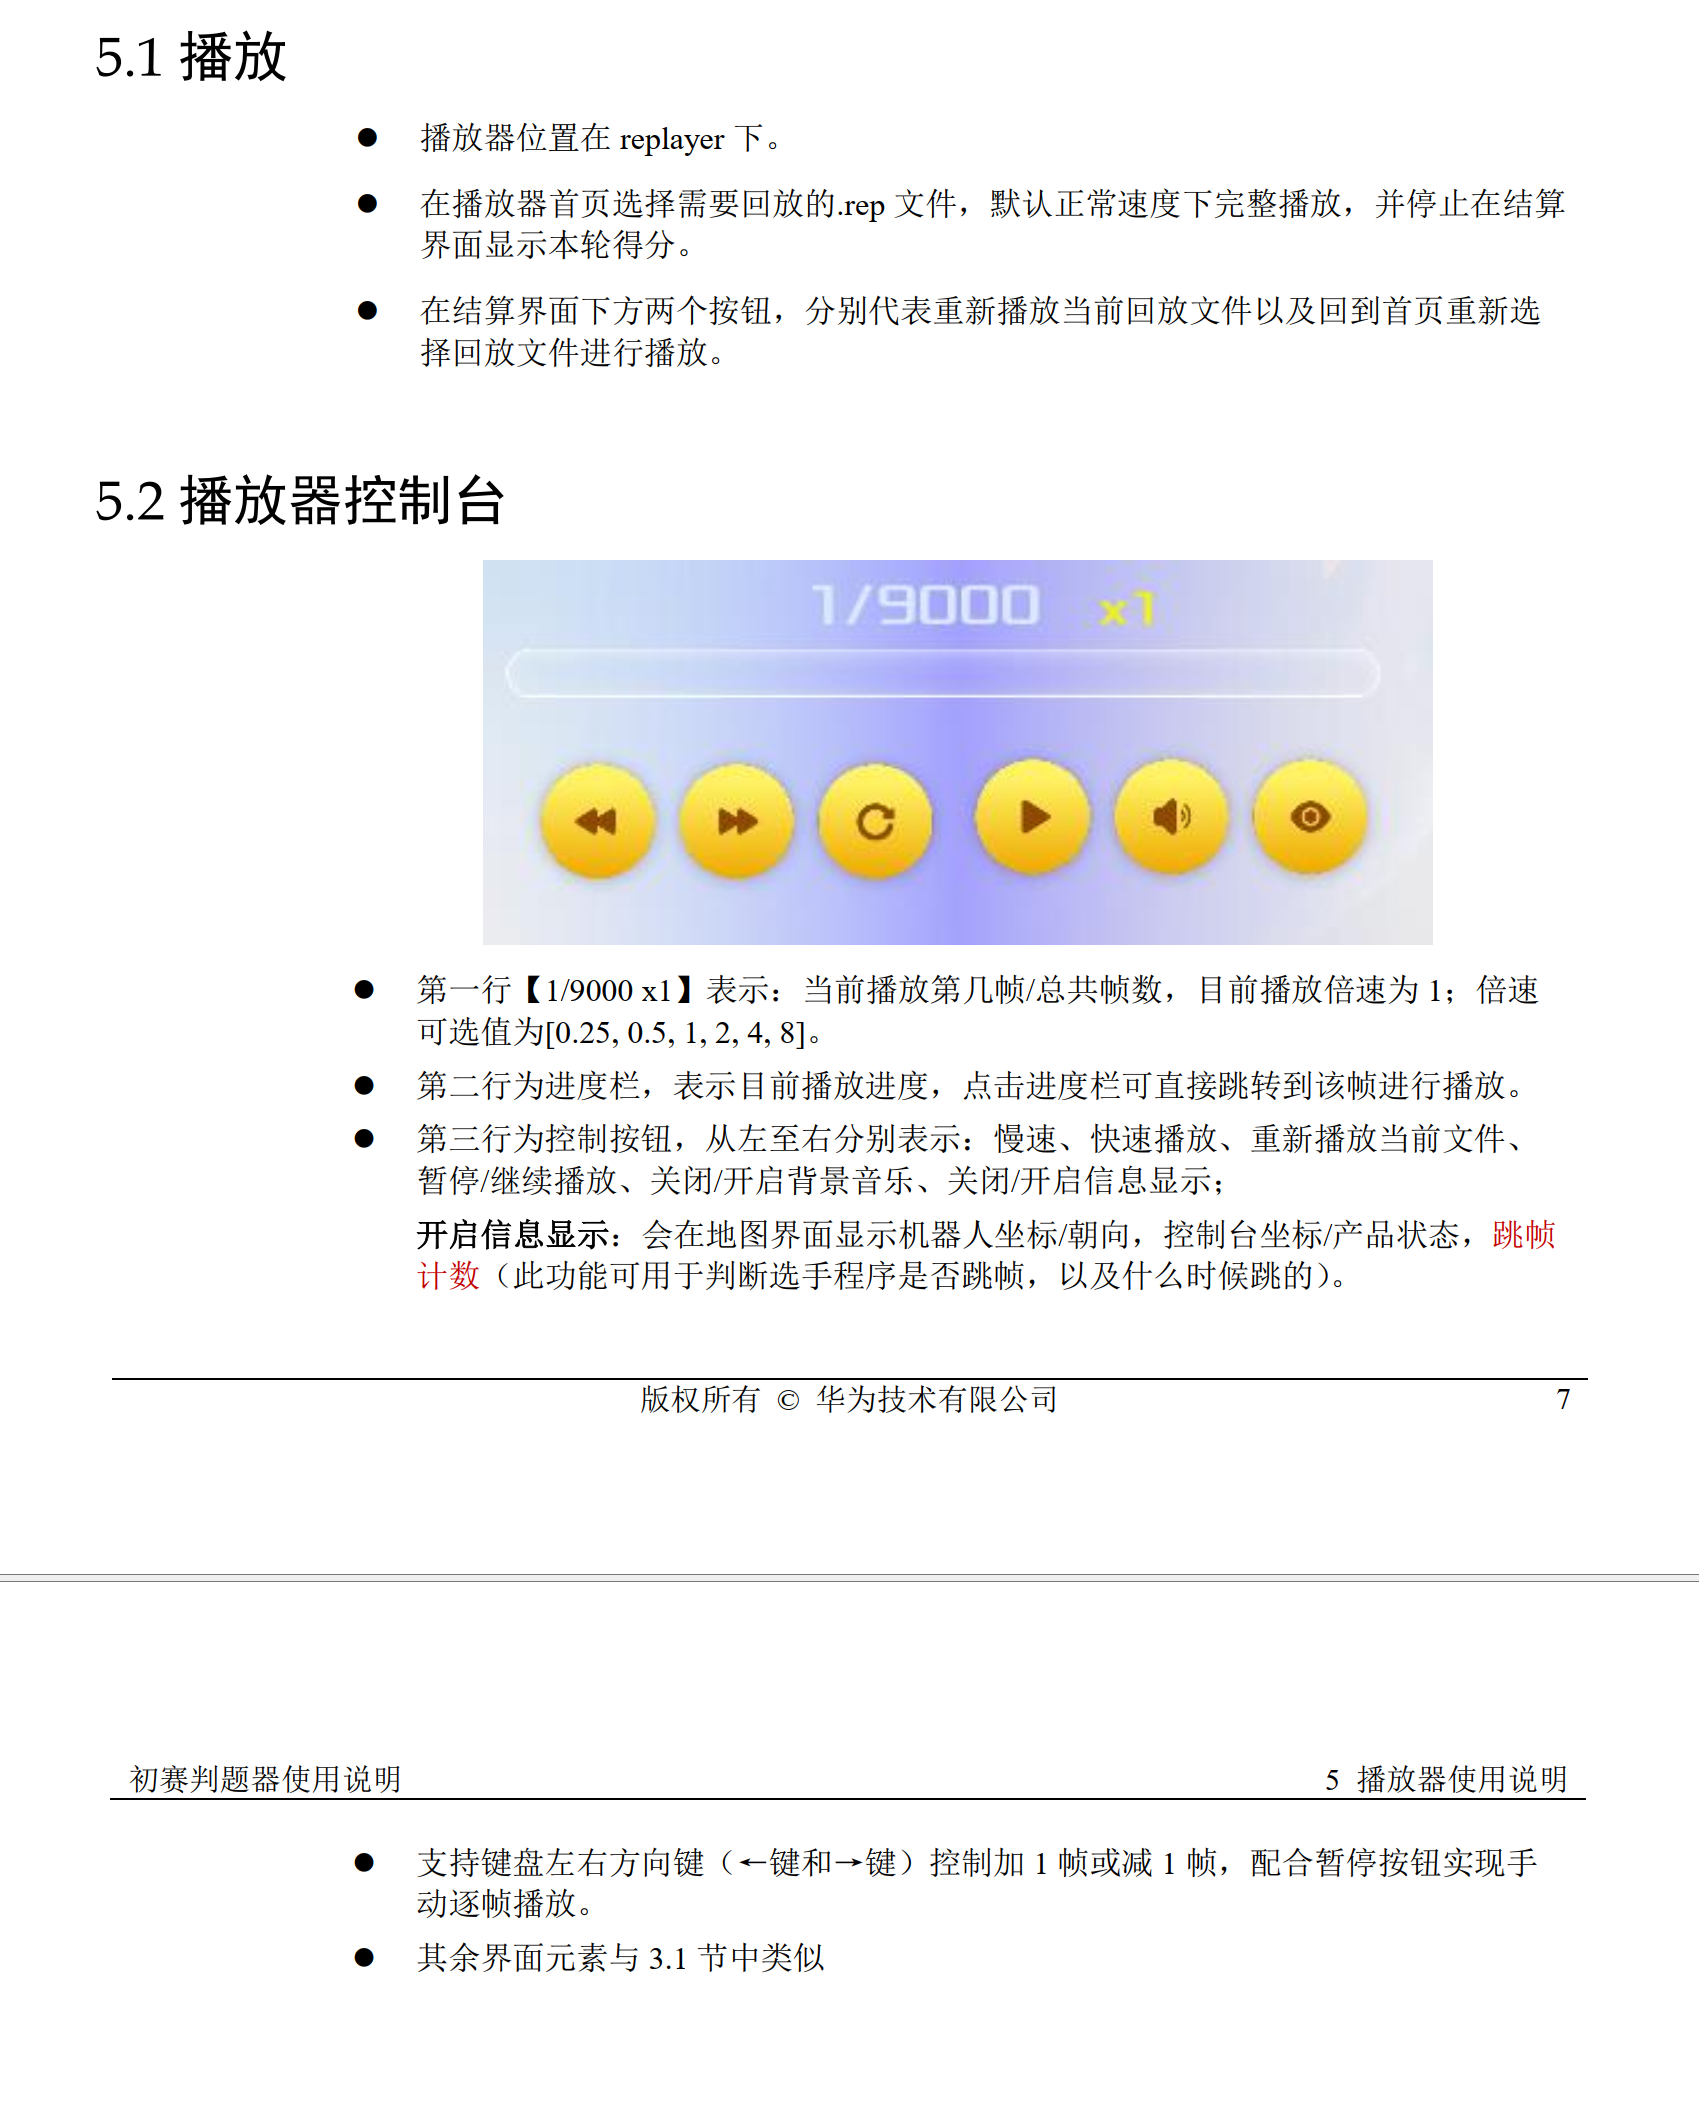 5.1 播放
● 播放器位置在 replayer 下。
● 在播放器首页选择需要回放的.rep 文件，默认正常速度下完整播放，并停止在结算
界面显示本轮得分。
● 在结算界面下方两个按钮，分别代表重新播放当前回放文件以及回到首页重新选
择回放文件进行播放。
5.2 播放器控制台
1/9000 x1
● 第一行【1/9000 x1】表示：当前播放第几帧/总共帧数，目前播放倍速为 1；倍速
可选值为[0.25, 0.5, 1, 2, 4, 8]。
● 第二行为进度栏，表示目前播放进度，点击进度栏可直接跳转到该帧进行播放。
● 第三行为控制按钮，从左至右分别表示：慢速、快速播放、重新播放当前文件、
暂停/继续播放、关闭/开启背景音乐、关闭/开启信息显示；
开启信息显示：会在地图界面显示机器人坐标/朝向，控制台坐标/产品状态，跳帧
计数（此功能可用于判断选手程序是否跳帧，以及什么时候跳的）。
版权所有 © 华为技术有限公司 7
初赛判题器使用说明 5 播放器使用说明
● 支持键盘左右方向键（←键和→键）控制加 1 帧或减 1 帧，配合暂停按钮实现手
动逐帧播放。
● 其余界面元素与 3.1 节中类似